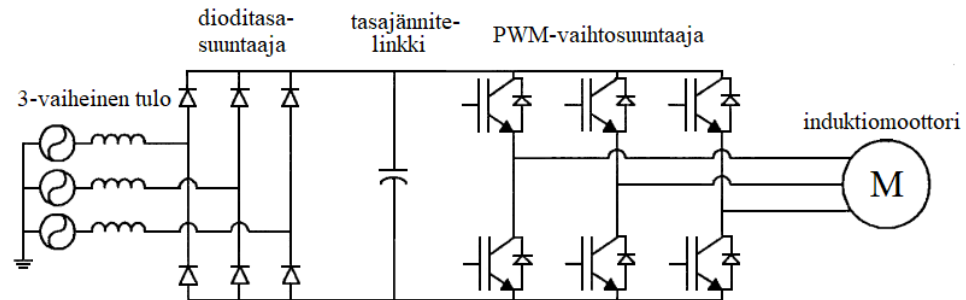 dioditasa-
suuntaaja
tasajännite-
linkki
PWM-vaihtosuuntaaja
3-vaiheinen tulo
induktiomoottori
M